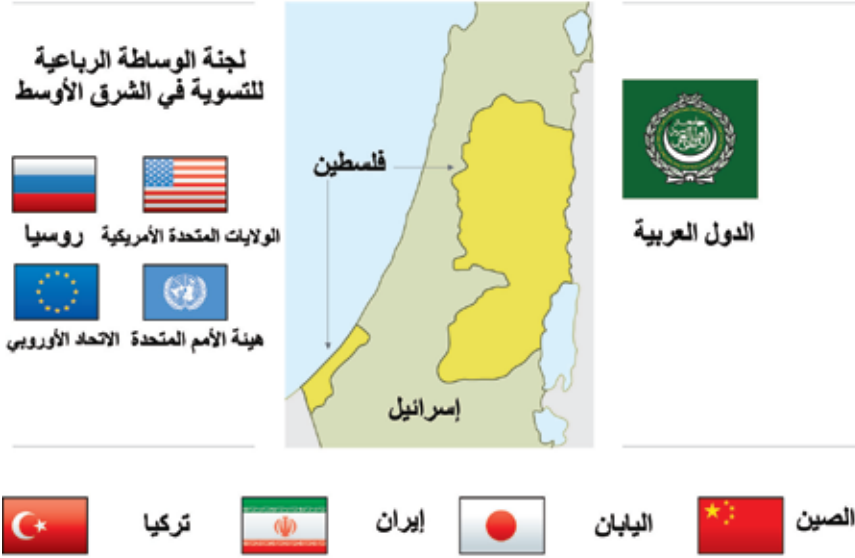 لجنة الوساطة الرباعية
للتسوية في الشرق الأوسط
الولايات المتحدة الأمريكية
روسيا
هيئة الأمم المتحدة
الاتحاد الأوروبي
فلسطين
إسرائيل
الدول العربية
الصين
اليابان
إيران
تركيا